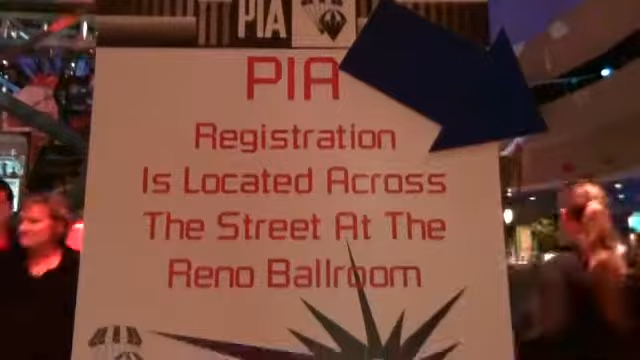 PIA
PIA
Registration
Is Located Across
The Street At The
Reno Ballroom